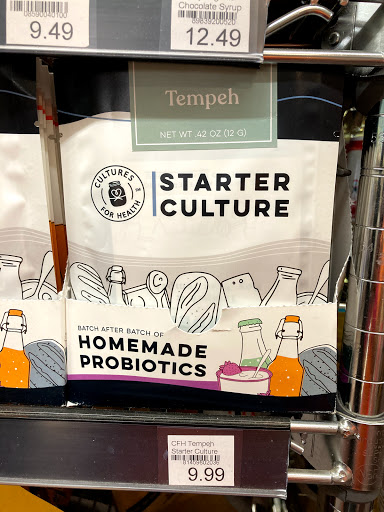 08590040100
9.49
Chocolate Syrup
12.49
Tempeh
NET WT .42 OZ (12 G)
CULTURES
FOR HEALTH
STARTER
CULTURE
BATCH AFTER BATCH OF
HOMEMADE
PROBIOTICS
CFH Tempeh
Starter Culture
9.99